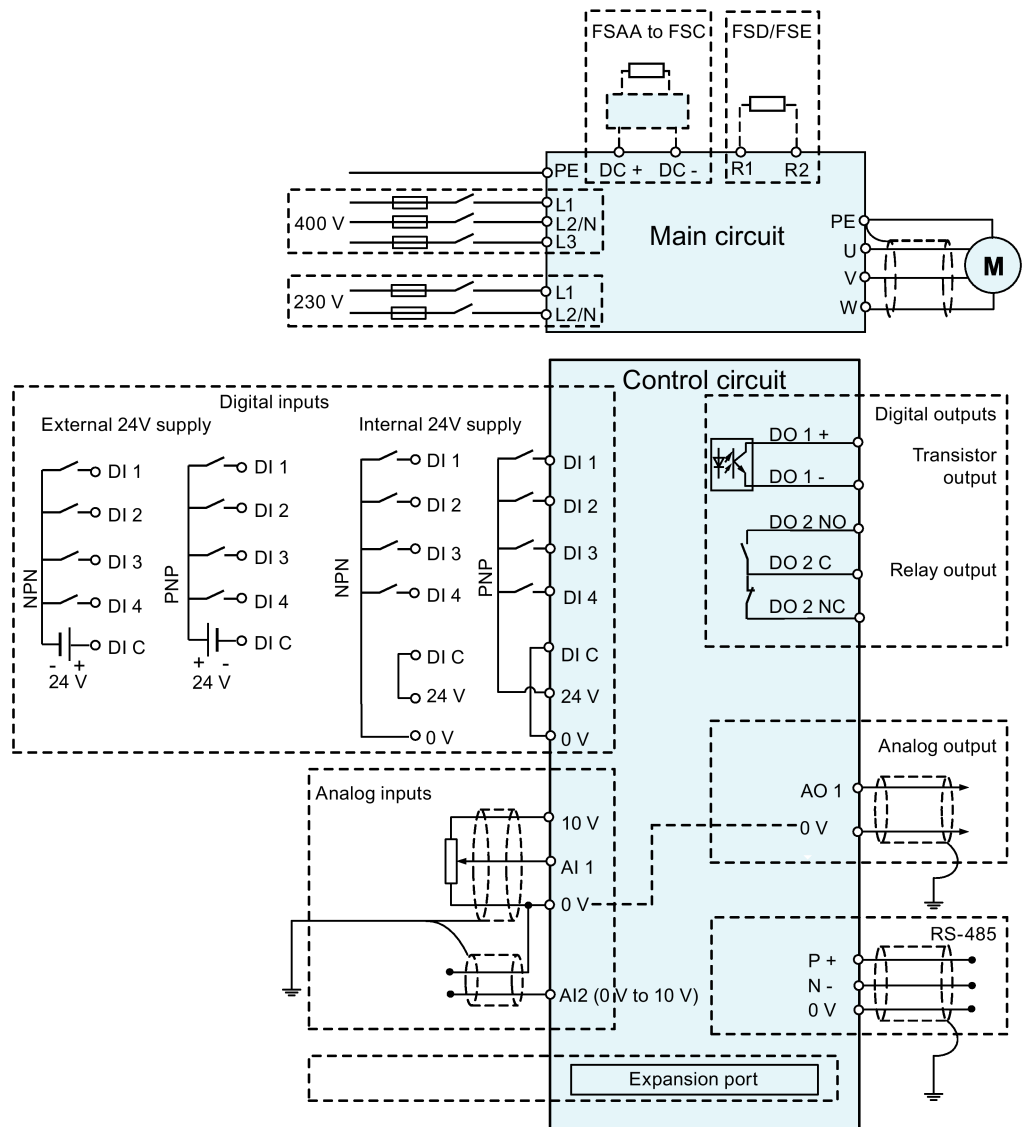 FSAA to FSC
FSD/FSE
PE
DC +
DC -
R1
R2
400 V
L1
L2/N
L3
230 V
L1
L2/N
Main circuit
PE
U
V
W
M
Control circuit
Digital inputs
External 24V supply
NPN
DI 1
DI 2
DI 3
DI 4
DI C
- +
24 V
PNP
DI 1
DI 2
DI 3
DI 4
DI C
+ -
24 V
Internal 24V supply
NPN
DI 1
DI 2
DI 3
DI 4
DI C
24 V
0 V
PNP
DI 1
DI 2
DI 3
DI 4
DI C
24 V
0 V
Digital outputs
Transistor
output
DO 1 +
DO 1 -
Relay output
DO 2 NO
DO 2 C
DO 2 NC
Analog inputs
10 V
AI 1
0 V
AI2 (0 V to 10 V)
Analog output
AO 1
0 V
RS-485
P +
N -
0 V
Expansion port